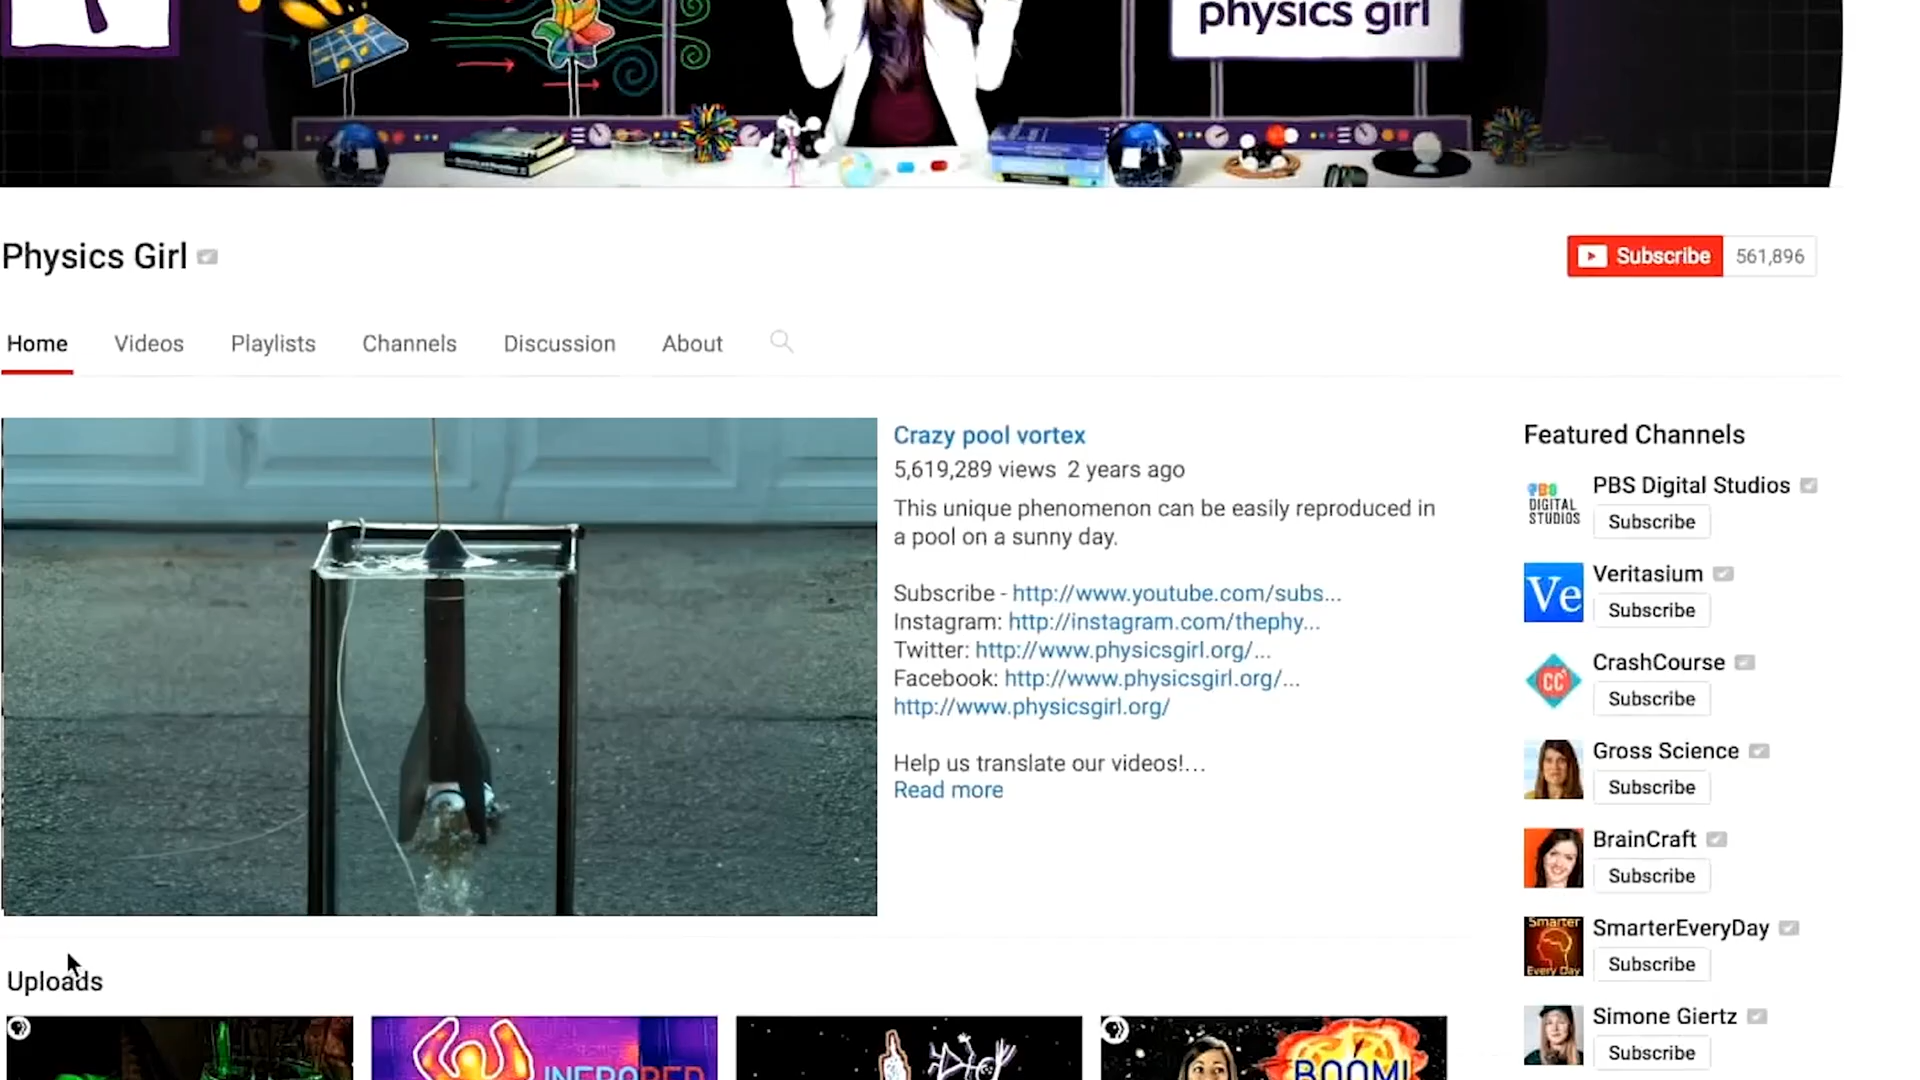 physics girl
Physics Girl
Subscribe 561,896
Home Videos Playlists Channels Discussion About
Crazy pool vortex
5,619,289 views 2 years ago
This unique phenomenon can be easily reproduced in
a pool on a sunny day.
Subscribe - http://www.youtube.com/subs...
Instagram: http://instagram.com/thephy...
Twitter: http://www.physicsgirl.org/...
Facebook: http://www.physicsgirl.org/...
http://www.physicsgirl.org/
Help us translate our videos!...
Read more
Featured Channels
PBS DIGITAL STUDIOS
PBS Digital Studios
Subscribe
Ve
Veritasium
Subscribe
CC
CrashCourse
Subscribe
Gross Science
Subscribe
BrainCraft
Subscribe
Smarter
Every Day
SmarterEveryDay
Subscribe
Simone Giertz
Subscribe
Uploads
INFRARED
BOOM!